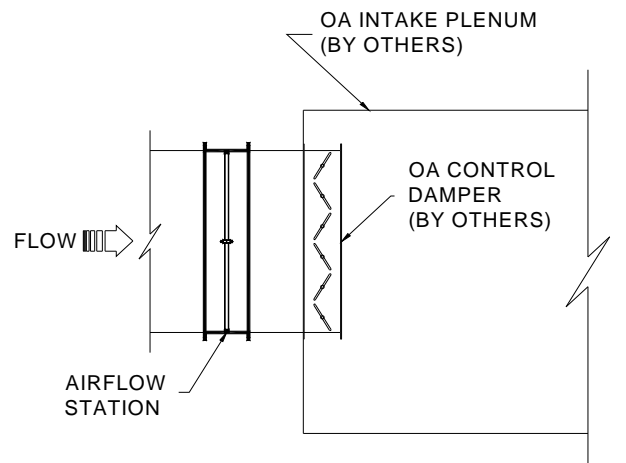 OA INTAKE PLENUM
(BY OTHERS)
OA CONTROL
DAMPER
(BY OTHERS)
FLOW
AIRFLOW
STATION